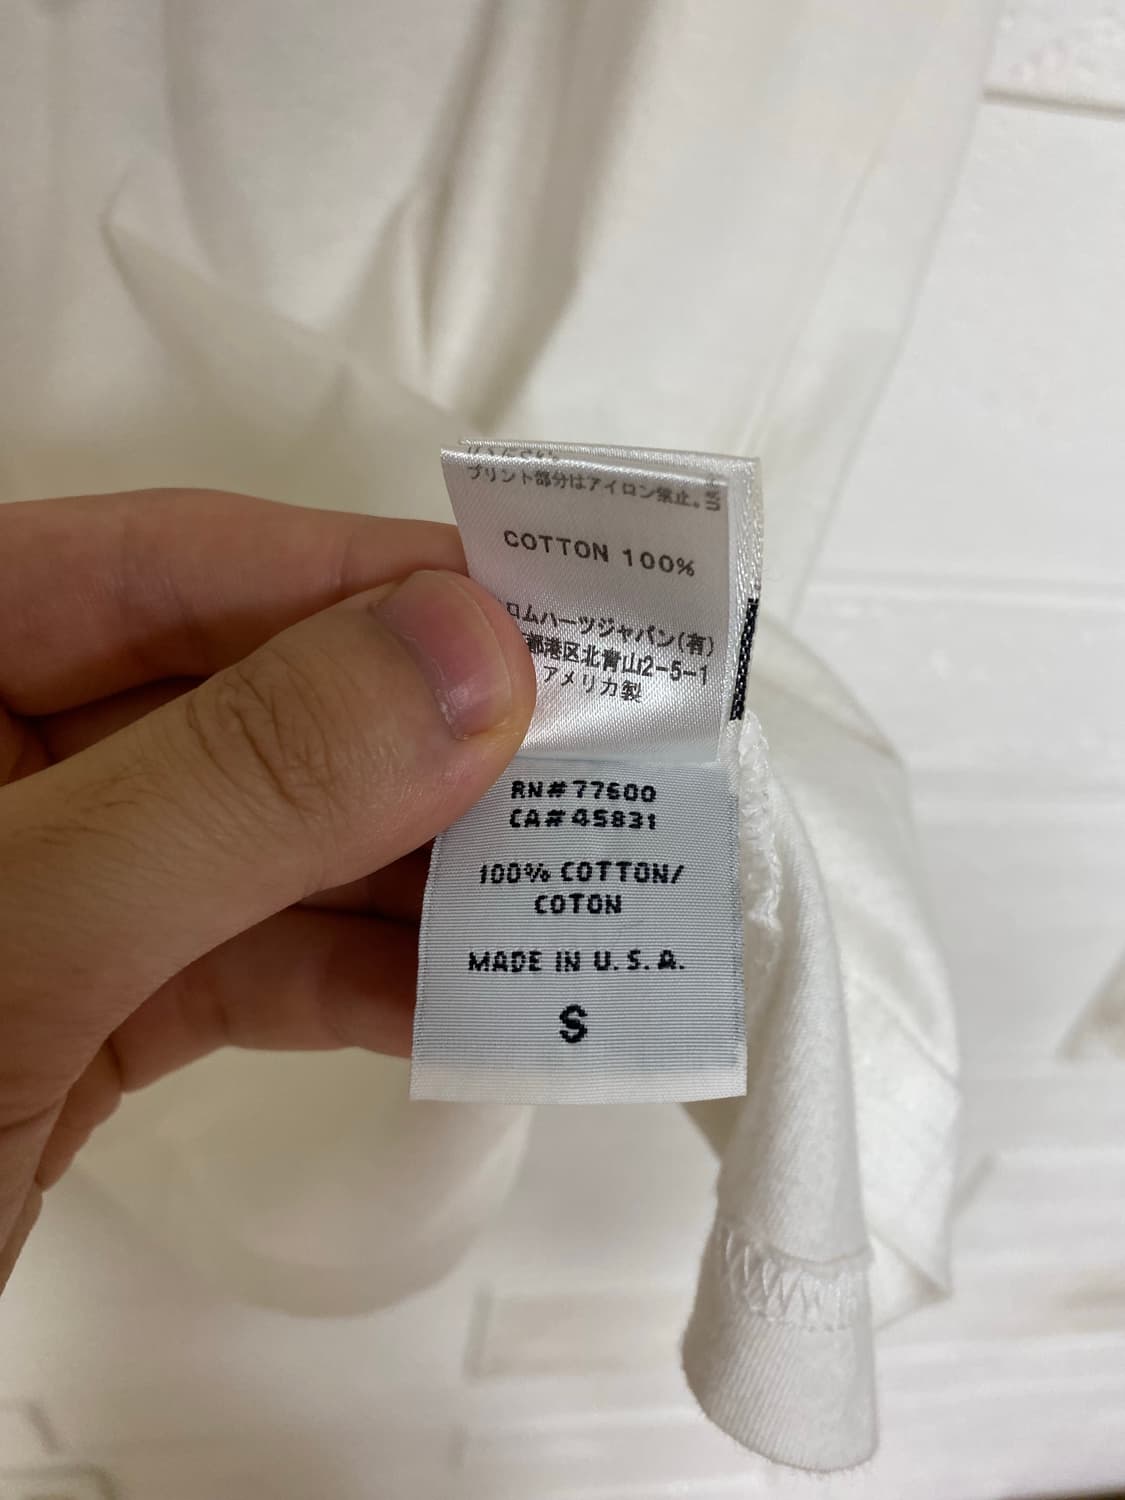 プリント部分はアイロン禁止。
COTTON 100%
ロムハーツジャパン(有)
都港区北青山2-5-1
アメリカ製
RN# 77600
CA# 45831
100% COTTON/
COTON
MADE IN U.S.A.
S